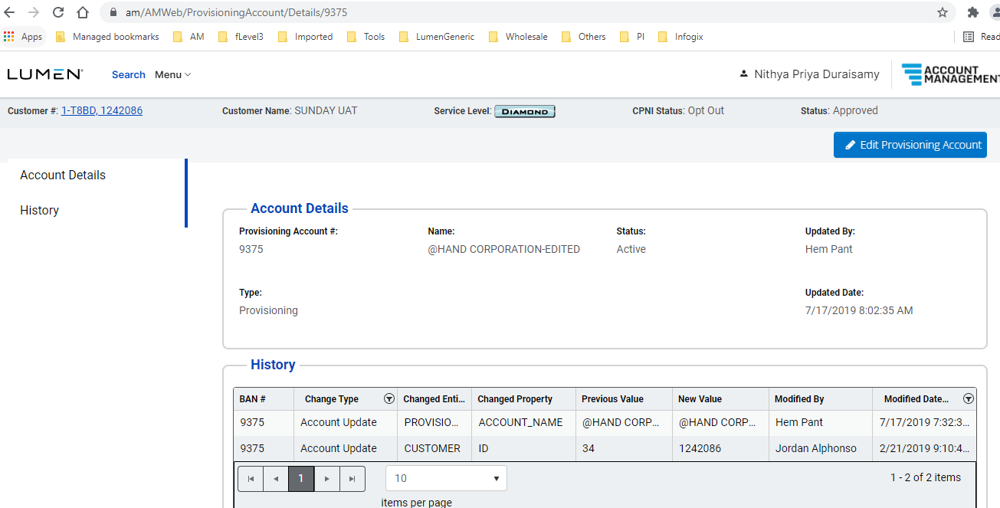 am/AMWeb/ProvisioningAccount/Details/9375
Apps Managed bookmarks AM fLevel3 Imported Tools LumenGeneric Wholesale Others PI Infogix Read
LUMEN® Search Menu Nithya Priya Duraisamy ACCOUNT MANAGEMENT
Customer #: 1-T8BD, 1242086 Customer Name: SUNDAY UAT Service Level: DIAMOND CPNI Status: Opt Out Status: Approved
Edit Provisioning Account
Account Details
History
Account Details
Provisioning Account #: Name: Status: Updated By:
9375 @HAND CORPORATION-EDITED Active Hem Pant
Type: Updated Date:
Provisioning 7/17/2019 8:02:35 AM
History
BAN # Change Type Changed Enti... Changed Property Previous Value New Value Modified By Modified Date...
9375 Account Update PROVISIO... ACCOUNT_NAME @HAND CORP... @HAND CORP... Hem Pant 7/17/2019 7:32:3...
9375 Account Update CUSTOMER ID 34 1242086 Jordan Alphonso 2/21/2019 9:10:4...
1 10 1 - 2 of 2 items
items per page